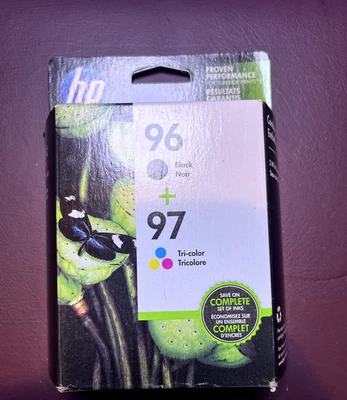 hp
PROVEN
PERFORMANCE
RÉSULTATS
GARANTIS
96
Black
Noir
+
97
Tri-color
Tricolore
SAVE ON
COMPLETE
SET OF INKS.
ÉCONOMISEZ SUR
UN ENSEMBLE
COMPLET
D'ENCRES